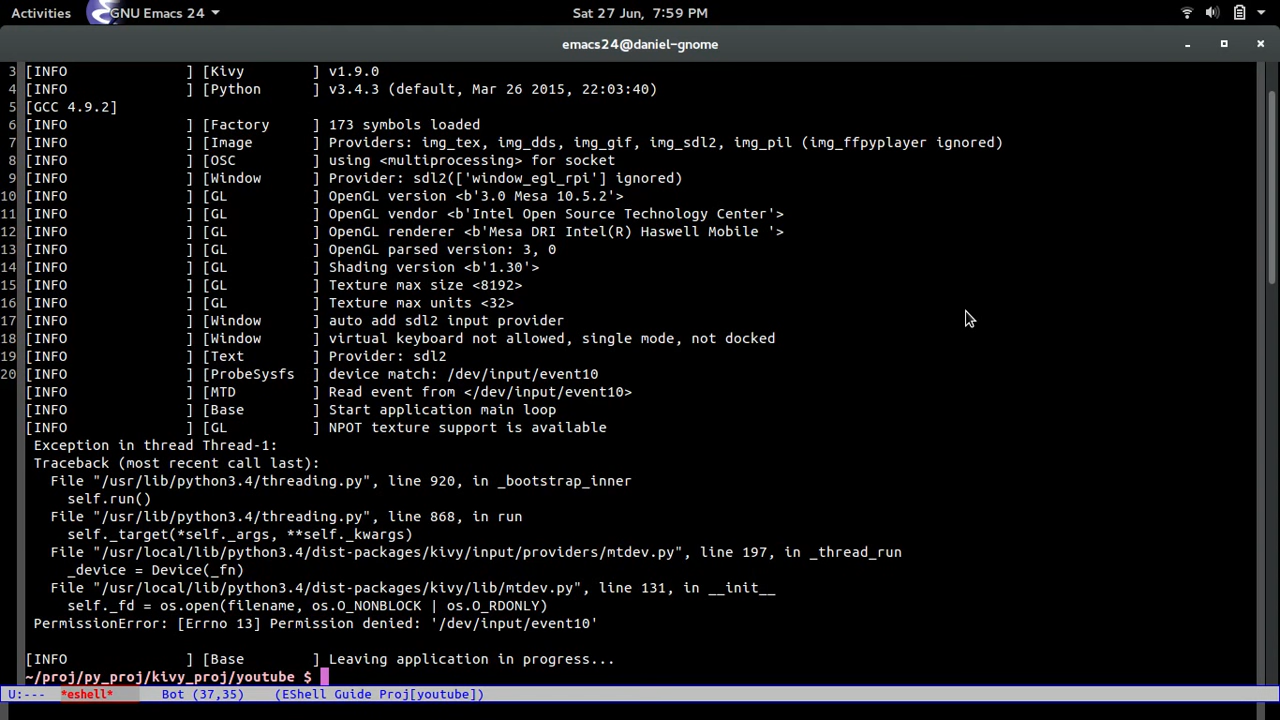 Activities GNU Emacs 24 Sat 27 Jun, 7:59 PM
emacs24@daniel-gnome
3 [INFO ] [Kivy ] v1.9.0
4 [INFO ] [Python ] v3.4.3 (default, Mar 26 2015, 22:03:40)
5 [GCC 4.9.2]
6 [INFO ] [Factory ] 173 symbols loaded
7 [INFO ] [Image ] Providers: img_tex, img_dds, img_gif, img_sdl2, img_pil (img_ffpyplayer ignored)
8 [INFO ] [OSC ] using <multiprocessing> for socket
9 [INFO ] [Window ] Provider: sdl2(['window_egl_rpi'] ignored)
10 [INFO ] [GL ] OpenGL version <b'3.0 Mesa 10.5.2'>
11 [INFO ] [GL ] OpenGL vendor <b'Intel Open Source Technology Center'>
12 [INFO ] [GL ] OpenGL renderer <b'Mesa DRI Intel(R) Haswell Mobile '>
13 [INFO ] [GL ] OpenGL parsed version: 3, 0
14 [INFO ] [GL ] Shading version <b'1.30'>
15 [INFO ] [GL ] Texture max size <8192>
16 [INFO ] [GL ] Texture max units <32>
17 [INFO ] [Window ] auto add sdl2 input provider
18 [INFO ] [Window ] virtual keyboard not allowed, single mode, not docked
19 [INFO ] [Text ] Provider: sdl2
20 [INFO ] [ProbeSysfs ] device match: /dev/input/event10
[INFO ] [MTD ] Read event from </dev/input/event10>
[INFO ] [Base ] Start application main loop
[INFO ] [GL ] NPOT texture support is available
Exception in thread Thread-1:
Traceback (most recent call last):
File "/usr/lib/python3.4/threading.py", line 920, in _bootstrap_inner
self.run()
File "/usr/lib/python3.4/threading.py", line 868, in run
self._target(*self._args, **self._kwargs)
File "/usr/local/lib/python3.4/dist-packages/kivy/input/providers/mtdev.py", line 197, in _thread_run
_device = Device(_fn)
File "/usr/local/lib/python3.4/dist-packages/kivy/lib/mtdev.py", line 131, in __init__
self._fd = os.open(filename, os.O_NONBLOCK | os.O_RDONLY)
PermissionError: [Errno 13] Permission denied: '/dev/input/event10'
[INFO ] [Base ] Leaving application in progress...
~/proj/py_proj/kivy_proj/youtube $
U:--- *eshell* Bot (37,35) (EShell Guide Proj[youtube])